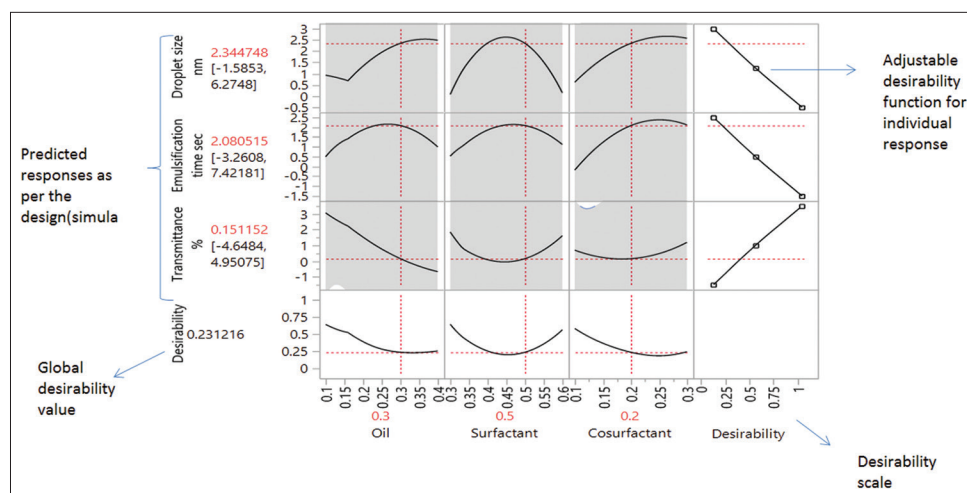 Predicted
responses as
per the
design(simula
Global
desirability
value
Droplet size
nm
2.344748
[-1.5853,
6.2748]
3
2.5
2
1.5
1
0.5
0
-0.5
Emulsification
time sec
2.080515
[-3.2608,
7.42181]
2.5
2
1.5
0.5
0
-0.5
-1
-1.5
Transmittance
%
0.151152
[-4.6484,
4.95075]
3
2
1
0
-1
Desirability
0.231216
1
0.75
0.5
0.25
0
0.1
0.15
0.2
0.25
0.3
0.35
0.4
0.3
Oil
0.3
0.35
0.4
0.45
0.5
0.55
0.6
0.5
Surfactant
0.1
0.15
0.2
0.25
0.3
0.2
Cosurfactant
0
0.25
0.5
0.75
1
Desirability
Adjustable
desirability
function for
individual
response
Desirability
scale